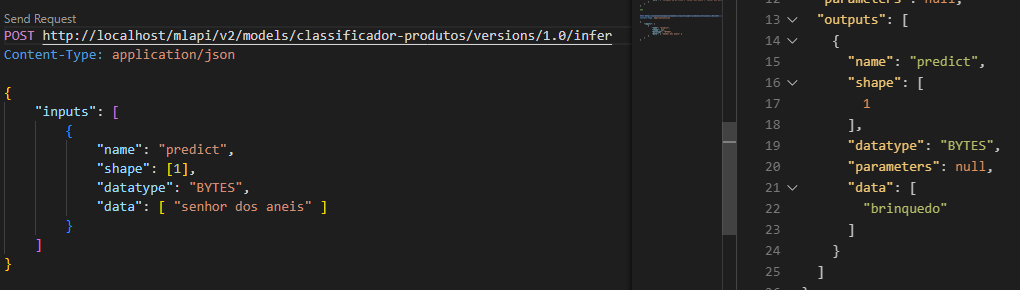 Send Request
POST http://localhost/mlapi/v2/models/classificador-produtos/versions/1.0/infer
Content-Type: application/json
{
"inputs": [
{
"name": "predict",
"shape": [1],
"datatype": "BYTES",
"data": [ "senhor dos aneis" ]
}
]
}
12 "parameters": null,
13 "outputs": [
14 {
15 "name": "predict",
16 "shape": [
17 1
18 ],
19 "datatype": "BYTES",
20 "parameters": null,
21 "data": [
22 "brinquedo"
23 ]
24 }
25 ]